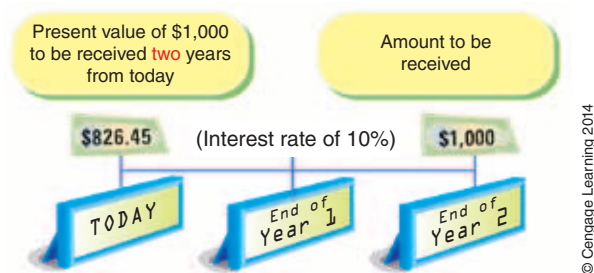 Present value of $1,000
to be received two years
from today
Amount to be
received
$826.45
(Interest rate of 10%)
$1,000
TODAY
End of
Year 1
End of
Year 2
© Cengage Learning 2014